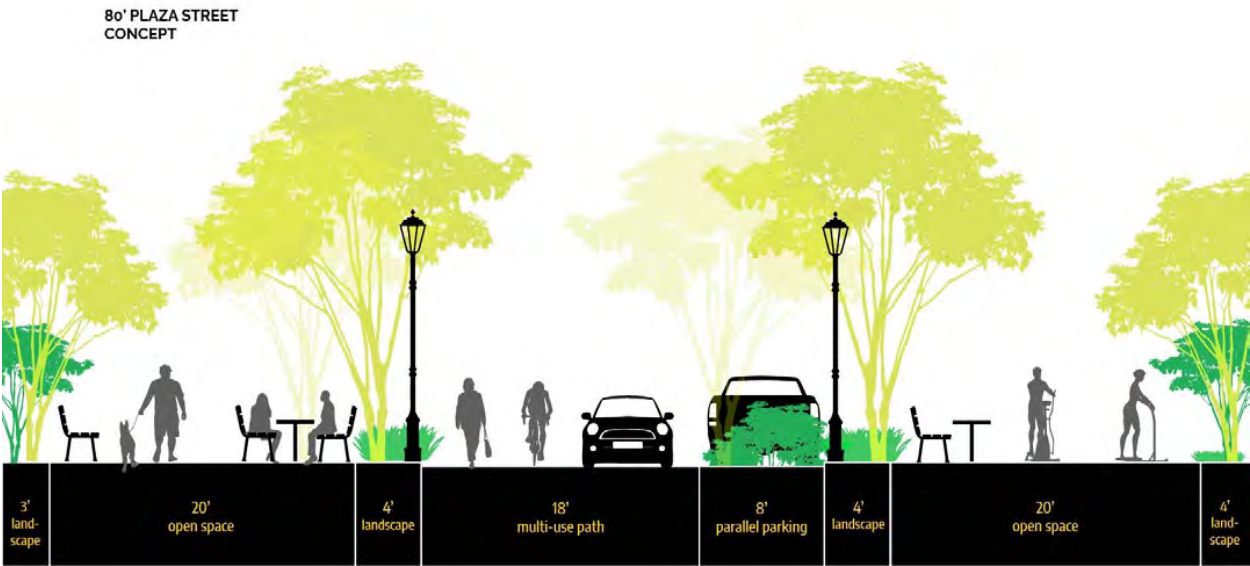 80' PLAZA STREET
CONCEPT
3'
land-
scape
20'
open space
4'
landscape
18'
multi-use path
8'
parallel parking
4'
landscape
20'
open space
4'
land-
scape